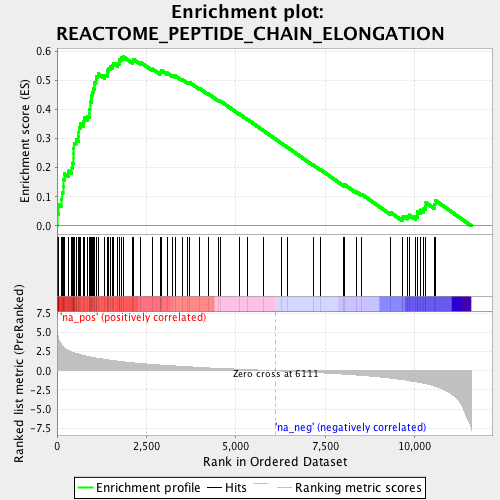 Enrichment plot:
REACTOME_PEPTIDE_CHAIN_ELONGATION
Enrichment score (ES)
0.6
0.5
0.4
0.3
0.2
0.1
0.0
Ranked list metric (PreRanked)
7.5
5.0
2.5
0.0
-2.5
-5.0
-7.5
'na_pos' (positively correlated)
Zero cross at 6111
'na_neg' (negatively correlated)
0
2,500
5,000
7,500
10,000
Rank in Ordered Dataset
Enrichment profile
Hits
Ranking metric scores